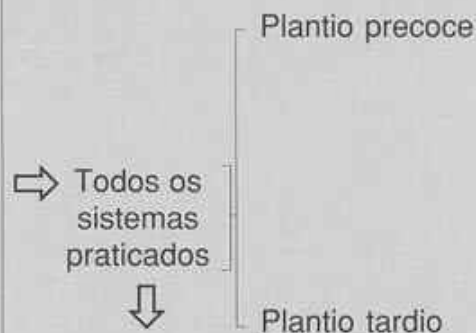 Plantio precoce
Todos os
sistemas
praticados
Plantio tardio